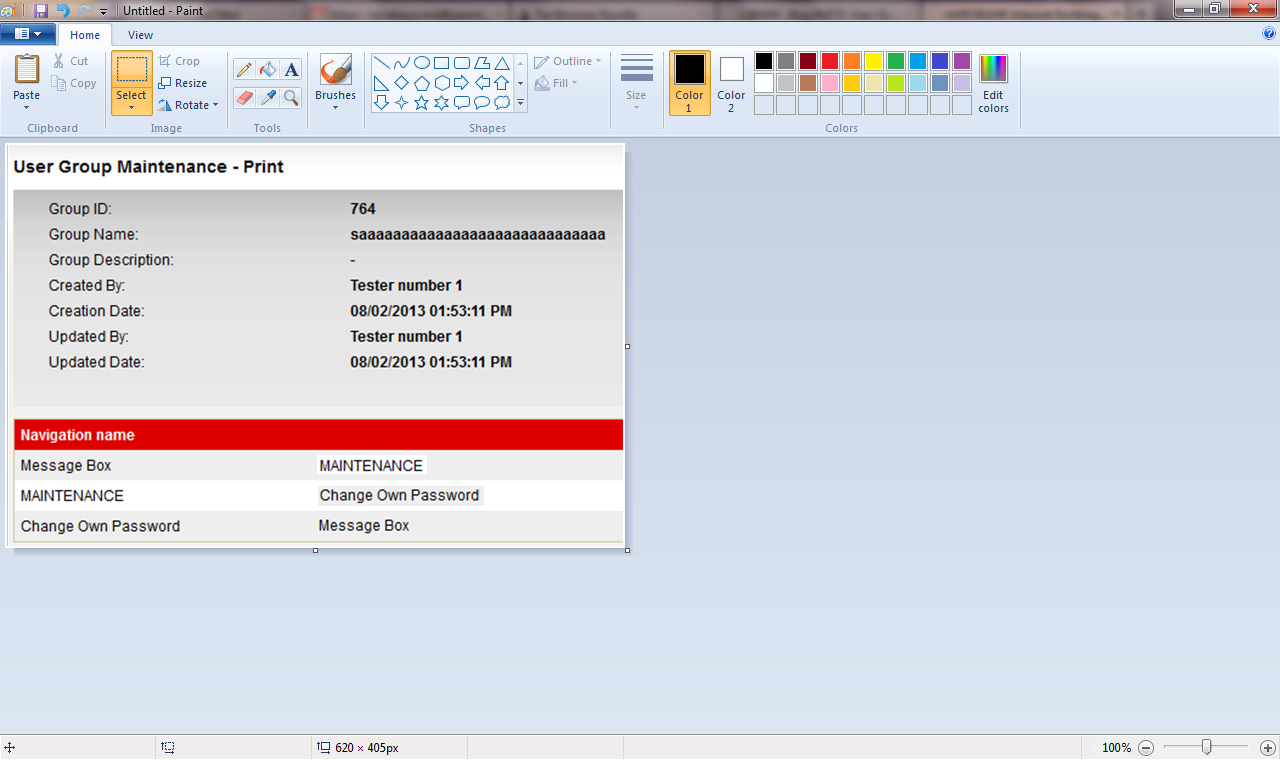 Untitled - Paint
Home View
Paste
Cut
Copy
Clipboard
Select
Crop
Resize
Rotate
Image
A
Tools
Brushes
Shapes
Outline
Fill
Size
Color 1
Color 2
Edit colors
Colors
User Group Maintenance - Print
Group ID: 764
Group Name: saaaaaaaaaaaaaaaaaaaaaaaaaaaaa
Group Description: -
Created By: Tester number 1
Creation Date: 08/02/2013 01:53:11 PM
Updated By: Tester number 1
Updated Date: 08/02/2013 01:53:11 PM
Navigation name
Message Box MAINTENANCE
MAINTENANCE Change Own Password
Change Own Password Message Box
620 × 405px
100%